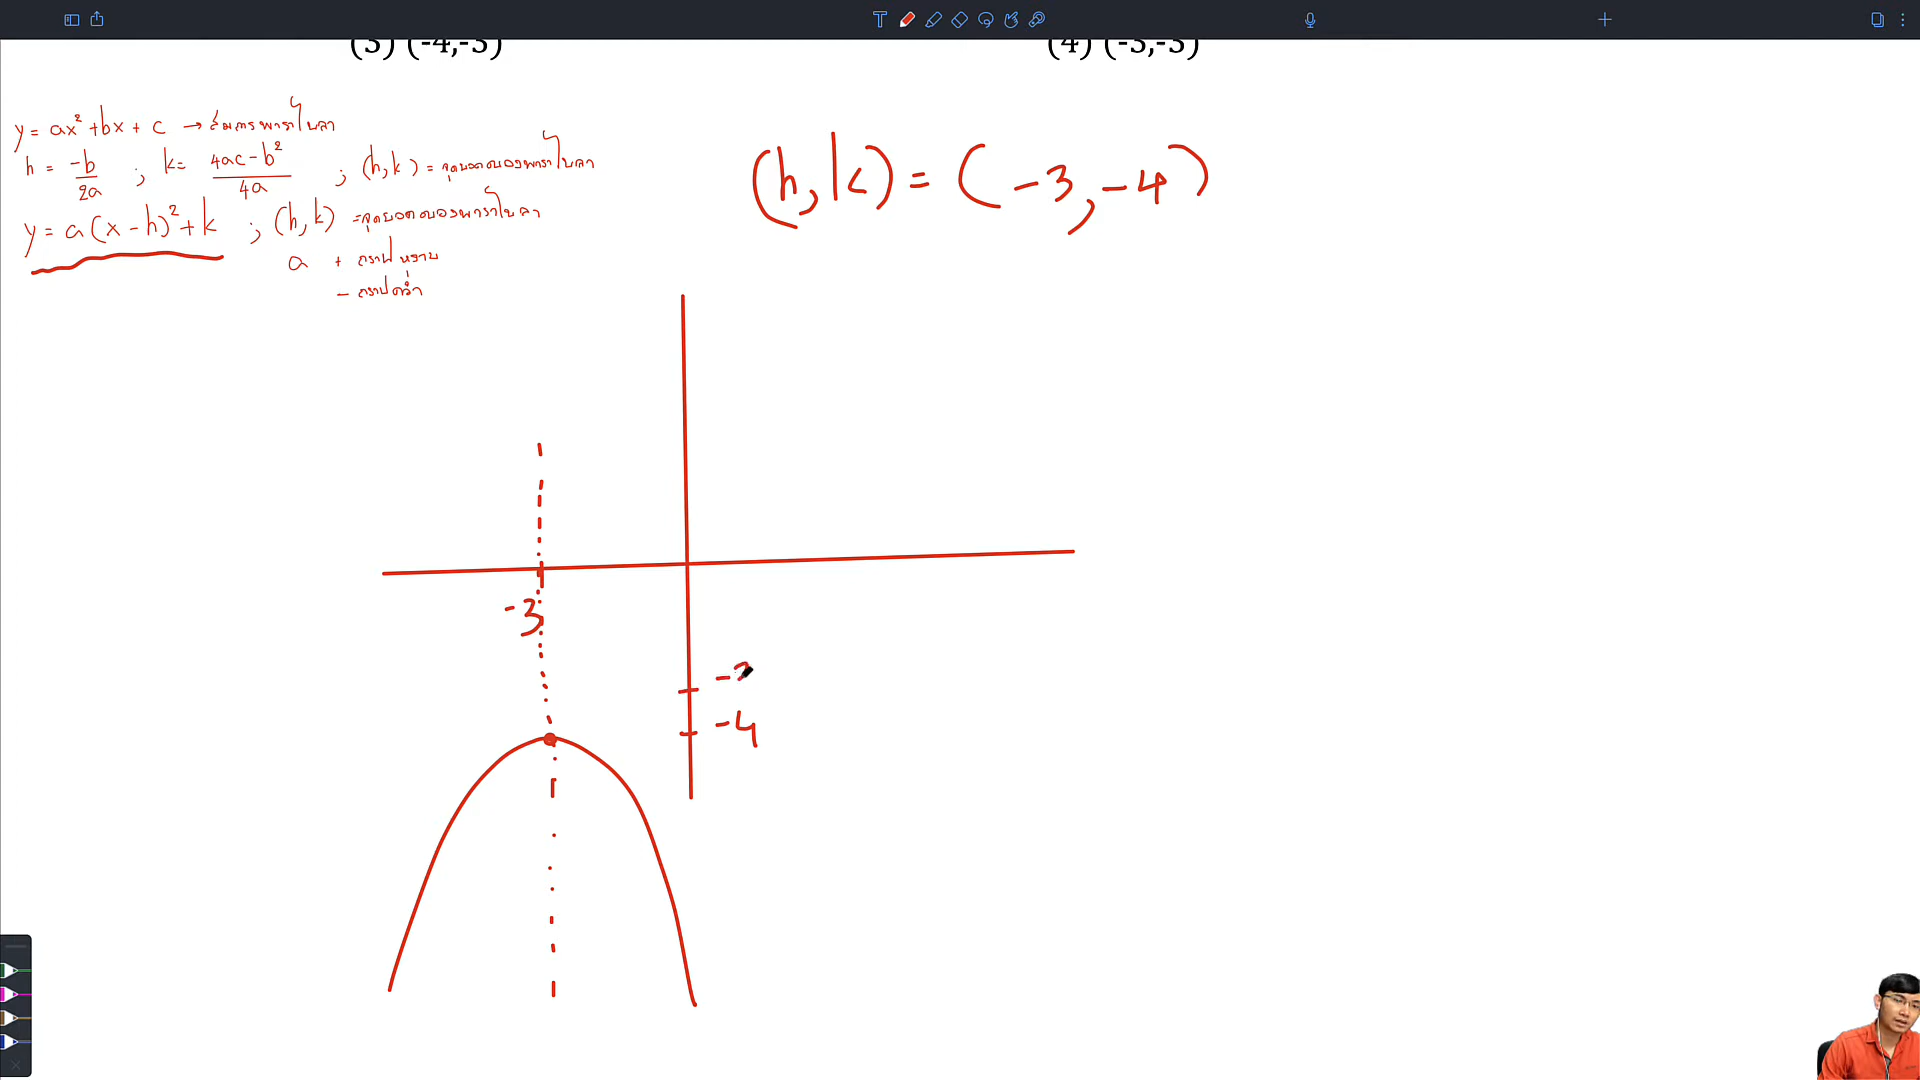 (3) (-4,-3)
(4) (-3,-3)
y = ax² + bx + c → สมการพาราโบลา
h = -b/2a ; k = 4ac - b²/4a ; (h,k) = จุดยอดของพาราโบลา
y = a(x - h)² + k ; (h,k) = จุดยอดของพาราโบลา
a + กราฟหงาย
- กราฟคว่ำ
(h,k) = (-3,-4)
-3
-4